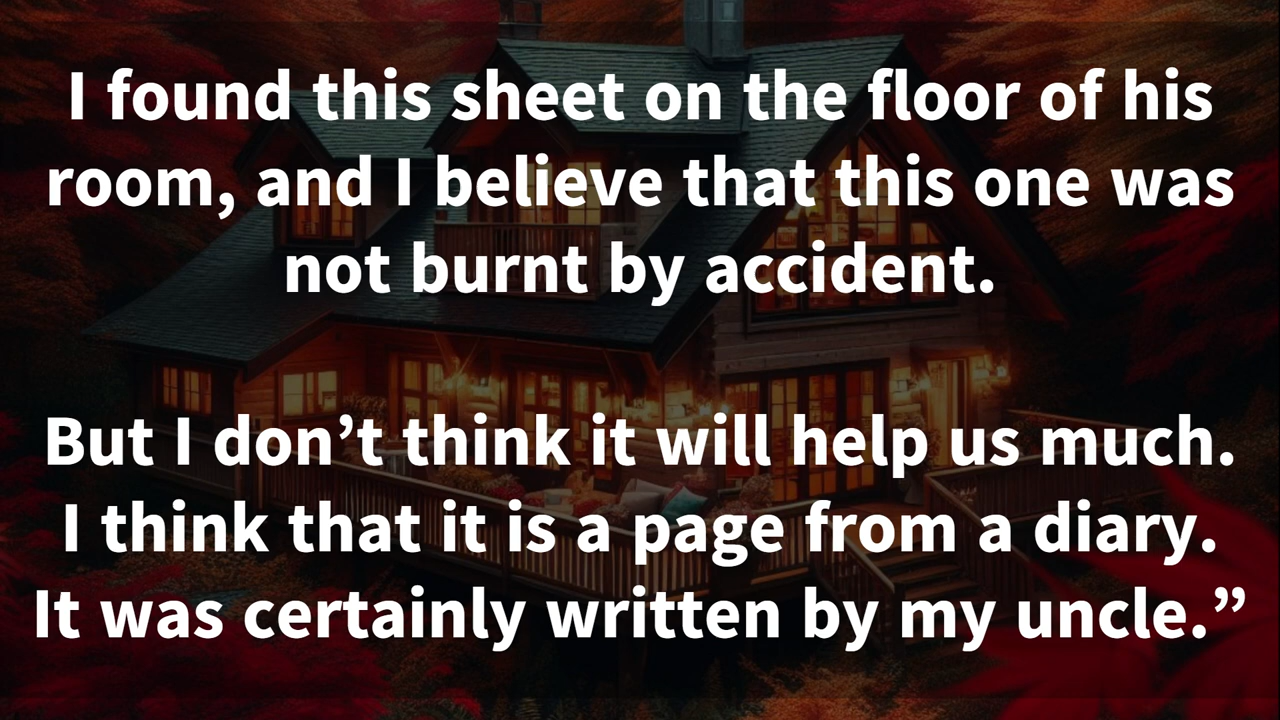 I found this sheet on the floor of his
room, and I believe that this one was
not burnt by accident.
But I don’t think it will help us much.
I think that it is a page from a diary.
It was certainly written by my uncle.”